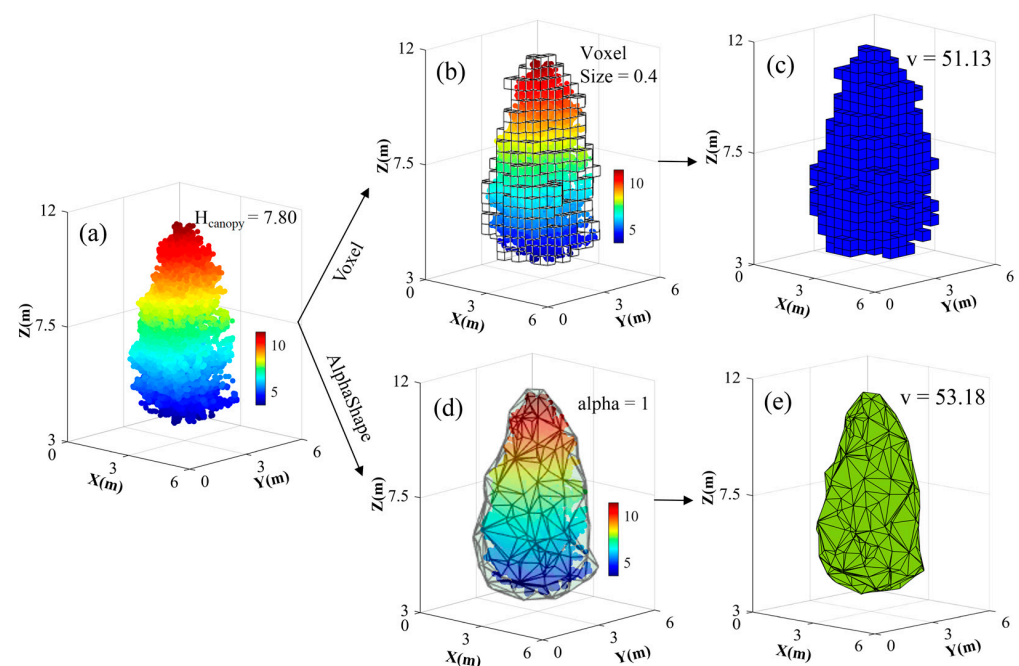 (a)
H_canopy = 7.80
12
7.5
3
Z(m)
0
3
6
X(m)
0
3
6
Y(m)
10
5
Voxel
AlphaShape
(b)
Voxel
Size = 0.4
12
7.5
3
Z(m)
0
3
6
X(m)
0
3
6
Y(m)
10
5
(c)
v = 51.13
12
7.5
3
Z(m)
0
3
6
X(m)
0
3
6
Y(m)
(d)
alpha = 1
12
7.5
3
Z(m)
0
3
6
X(m)
0
3
6
Y(m)
10
5
(e)
v = 53.18
12
7.5
3
Z(m)
0
3
6
X(m)
0
3
6
Y(m)